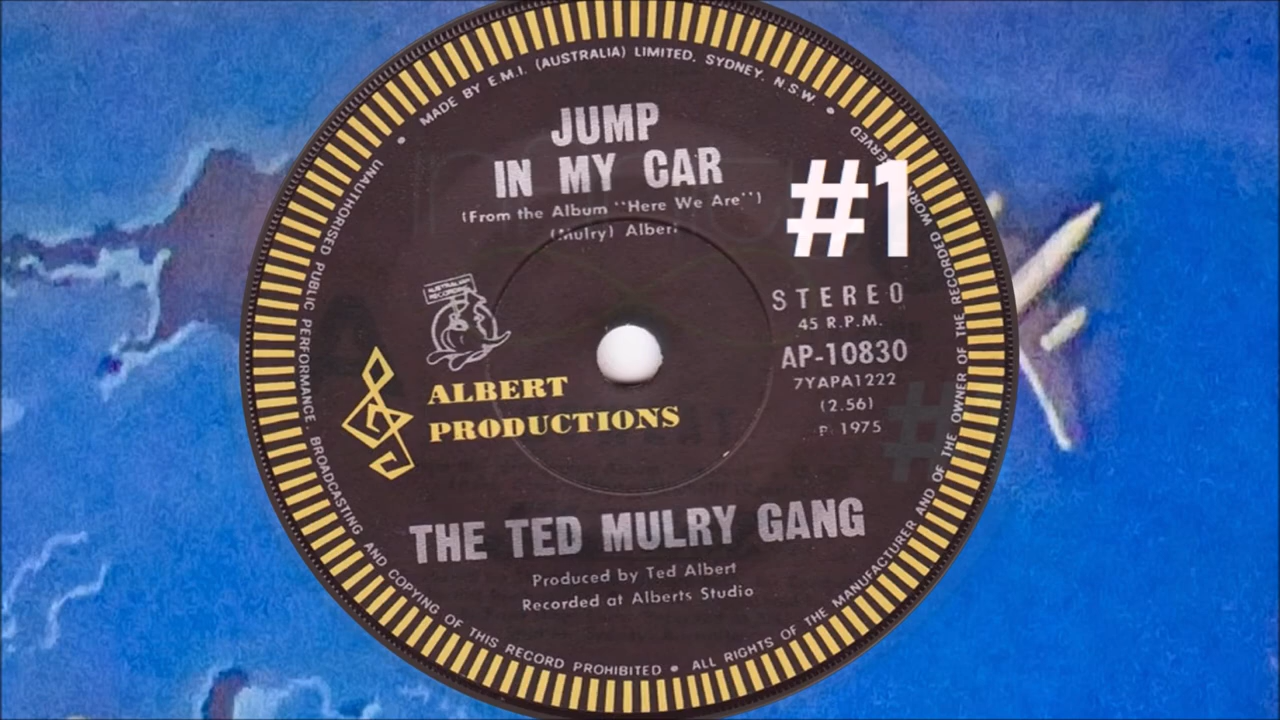 MADE BY E.M.I. (AUSTRALIA) LIMITED. SYDNEY. N.S.W.
JUMP
IN MY CAR
(From the Album "Here We Are")
(Mulry) Albert
#1
STEREO
45 R.P.M.
AP-10830
7YAPA1222
(2.56)
P. 1975
AUSTRALIAN
RECORDING
ALBERT
PRODUCTIONS
THE TED MULRY GANG
Produced by Ted Albert
Recorded at Alberts Studio
UNAUTHORISED PUBLIC PERFORMANCE, BROADCASTING AND COPYING OF THIS RECORD PROHIBITED • ALL RIGHTS OF THE MANUFACTURER AND OF THE OWNER OF THE RECORDED WORK